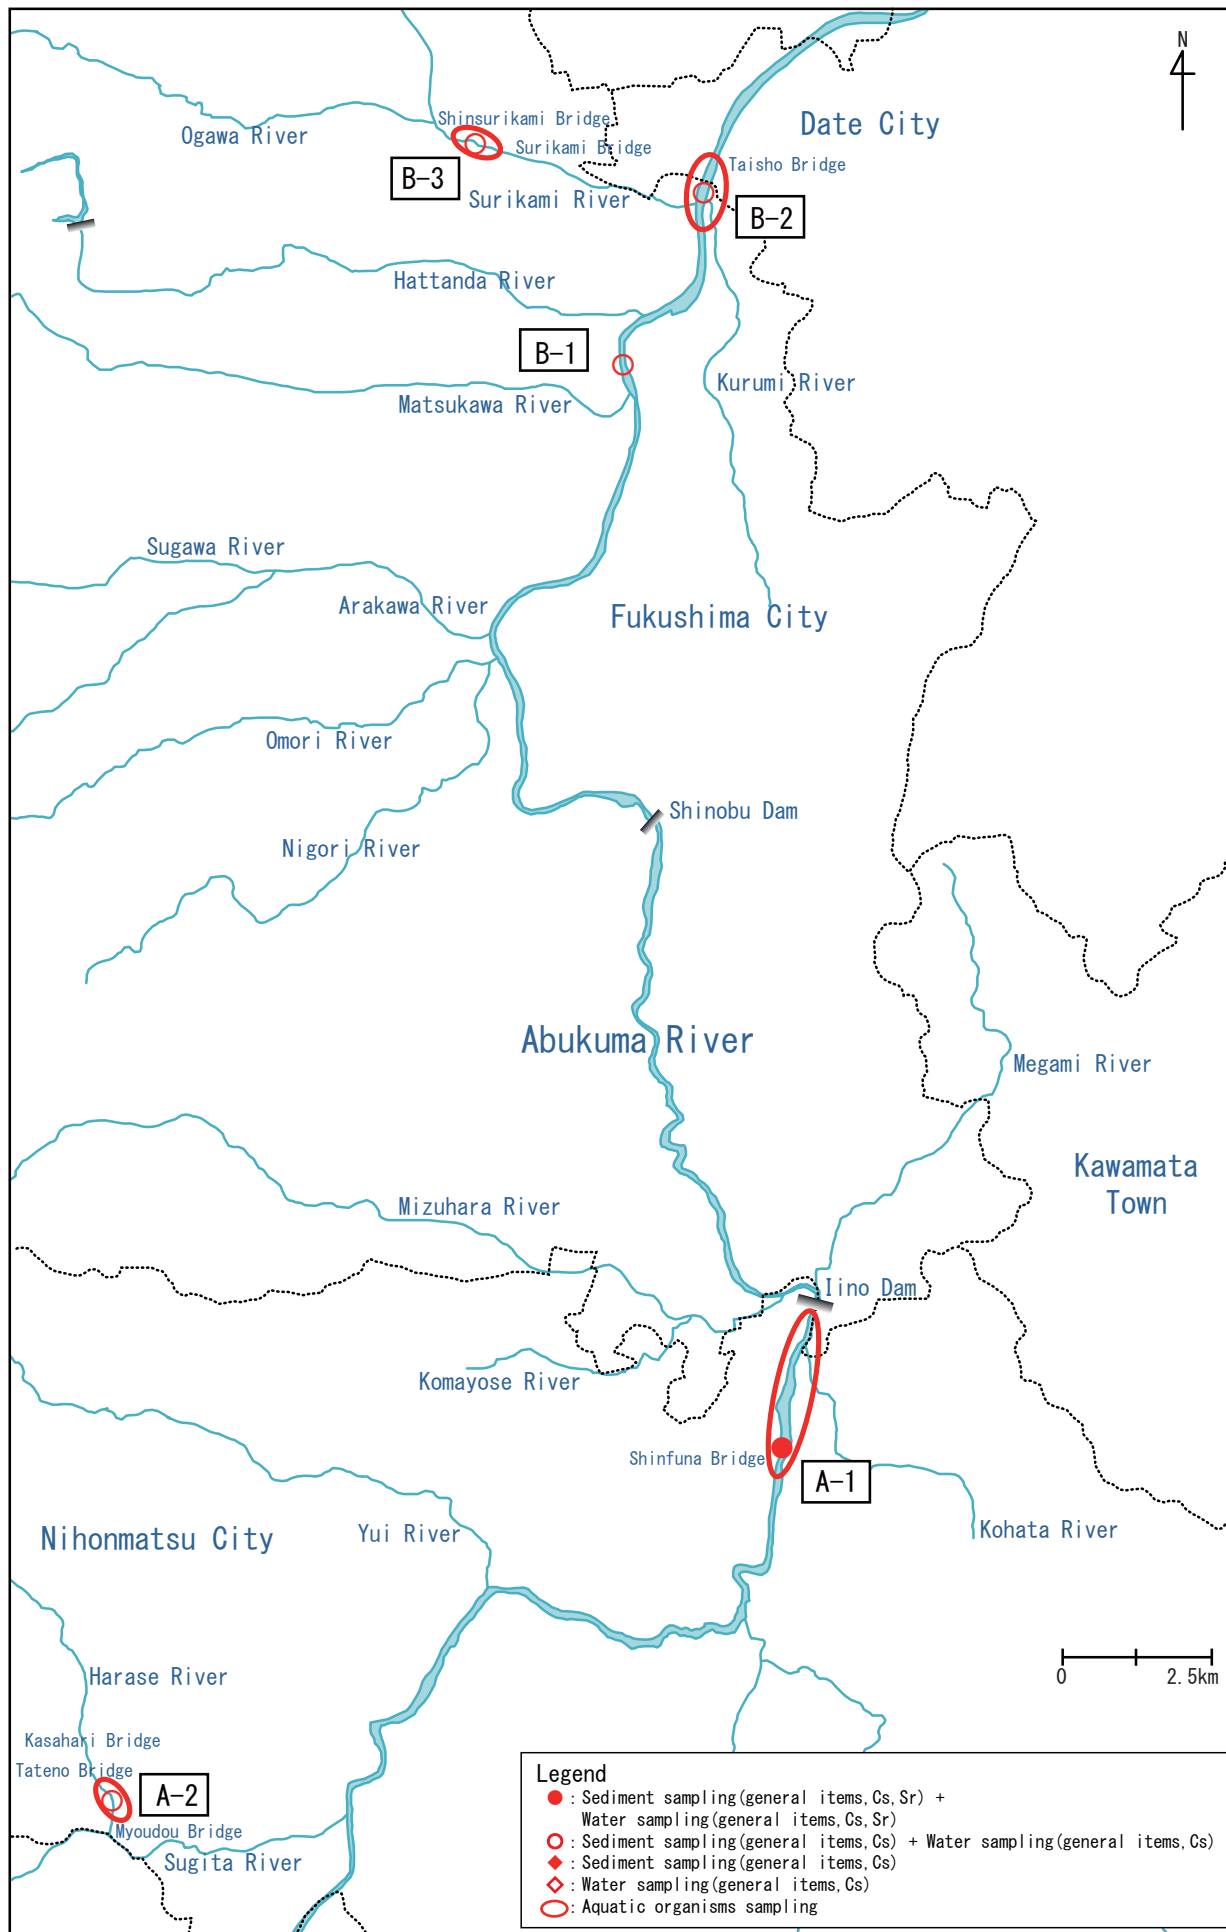 N
Date City
Shinsurikami Bridge
Ogawa River
Surikami Bridge
Taisho Bridge
B-3
Surikami River
B-2
Hattanda River
B-1
Kurumi River
Matsukawa River
Sugawa River
Arakawa River
Fukushima City
Omori River
Shinobu Dam
Nigori River
Abukuma River
Megami River
Kawamata
Town
Mizuhara River
Iino Dam
Komayose River
Shinfuna Bridge
A-1
Nihonmatsu City
Yui River
Kohata River
Harase River
0 2.5km
Kasahari Bridge
Tateno Bridge
A-2
Myoudou Bridge
Sugita River
Legend
: Sediment sampling(general items,Cs,Sr) +
Water sampling(general items,Cs,Sr)
: Sediment sampling(general items,Cs) + Water sampling(general items,Cs)
: Sediment sampling(general items,Cs)
: Water sampling(general items,Cs)
: Aquatic organisms sampling